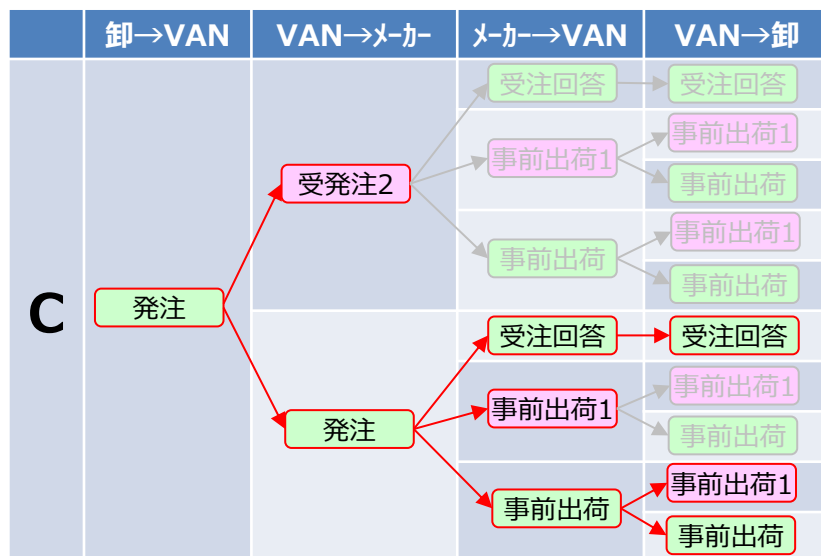 卸→VAN
VAN→ﾒｰｶｰ
ﾒｰｶｰ→VAN
VAN→卸
C
発注
受発注2
受注回答
受注回答
事前出荷1
事前出荷1
事前出荷
事前出荷
事前出荷1
事前出荷
発注
受注回答
受注回答
事前出荷1
事前出荷1
事前出荷
事前出荷
事前出荷1
事前出荷